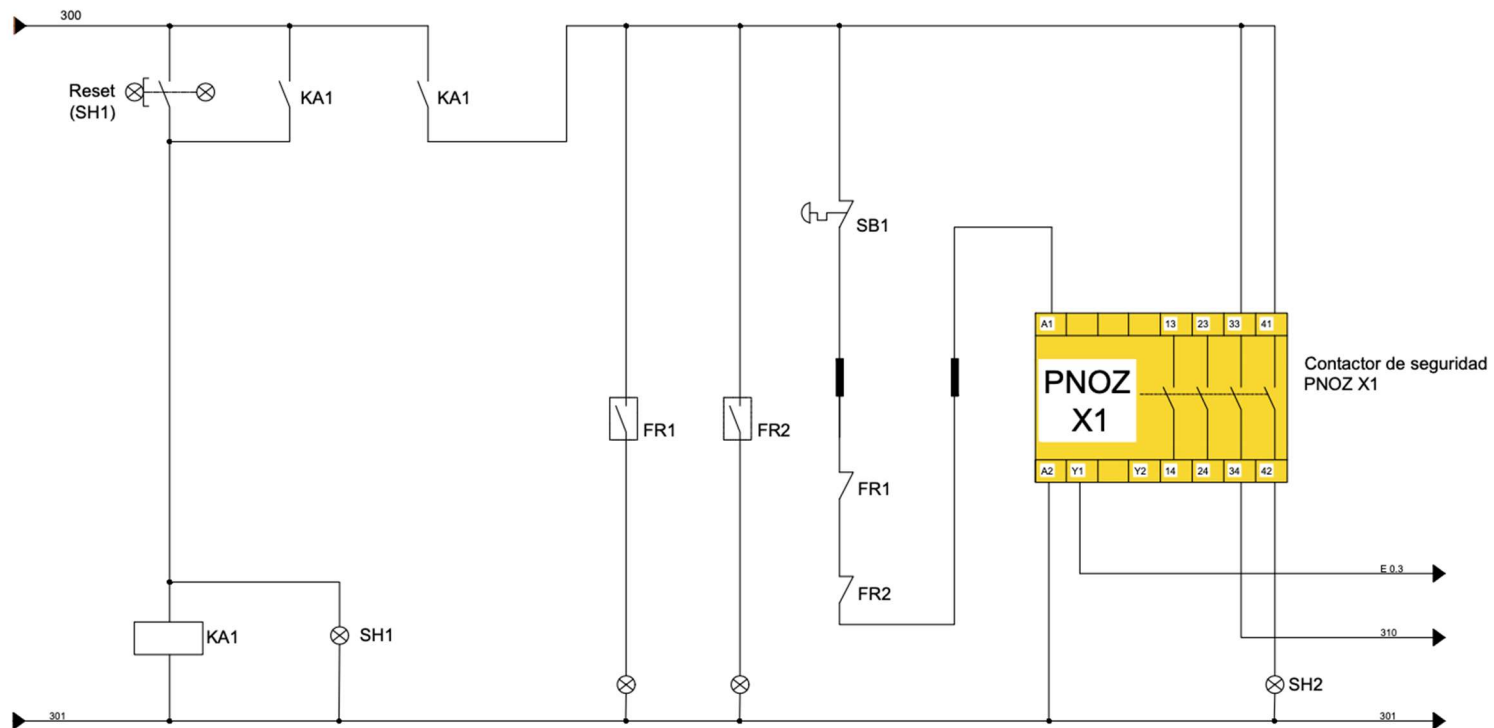 300
Reset
(SH1)
KA1
KA1
SB1
A1
13
23
33
41
PNOZ
X1
Contactor de seguridad
PNOZ X1
FR1
FR2
A2
Y1
Y2
14
24
34
42
FR1
E 0.3
FR2
KA1
SH1
310
SH2
301
301